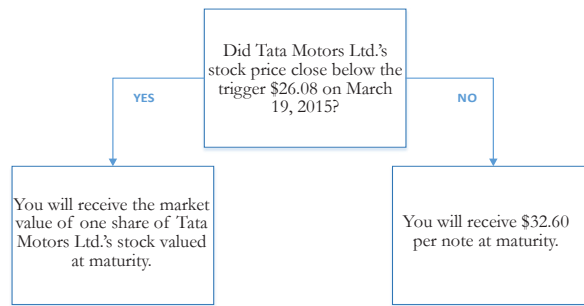 Did Tata Motors Ltd.'s
stock price close below the
trigger $26.08 on March
19, 2015?
YES
NO
You will receive the market
value of one share of Tata
Motors Ltd.'s stock valued
at maturity.
You will receive $32.60
per note at maturity.